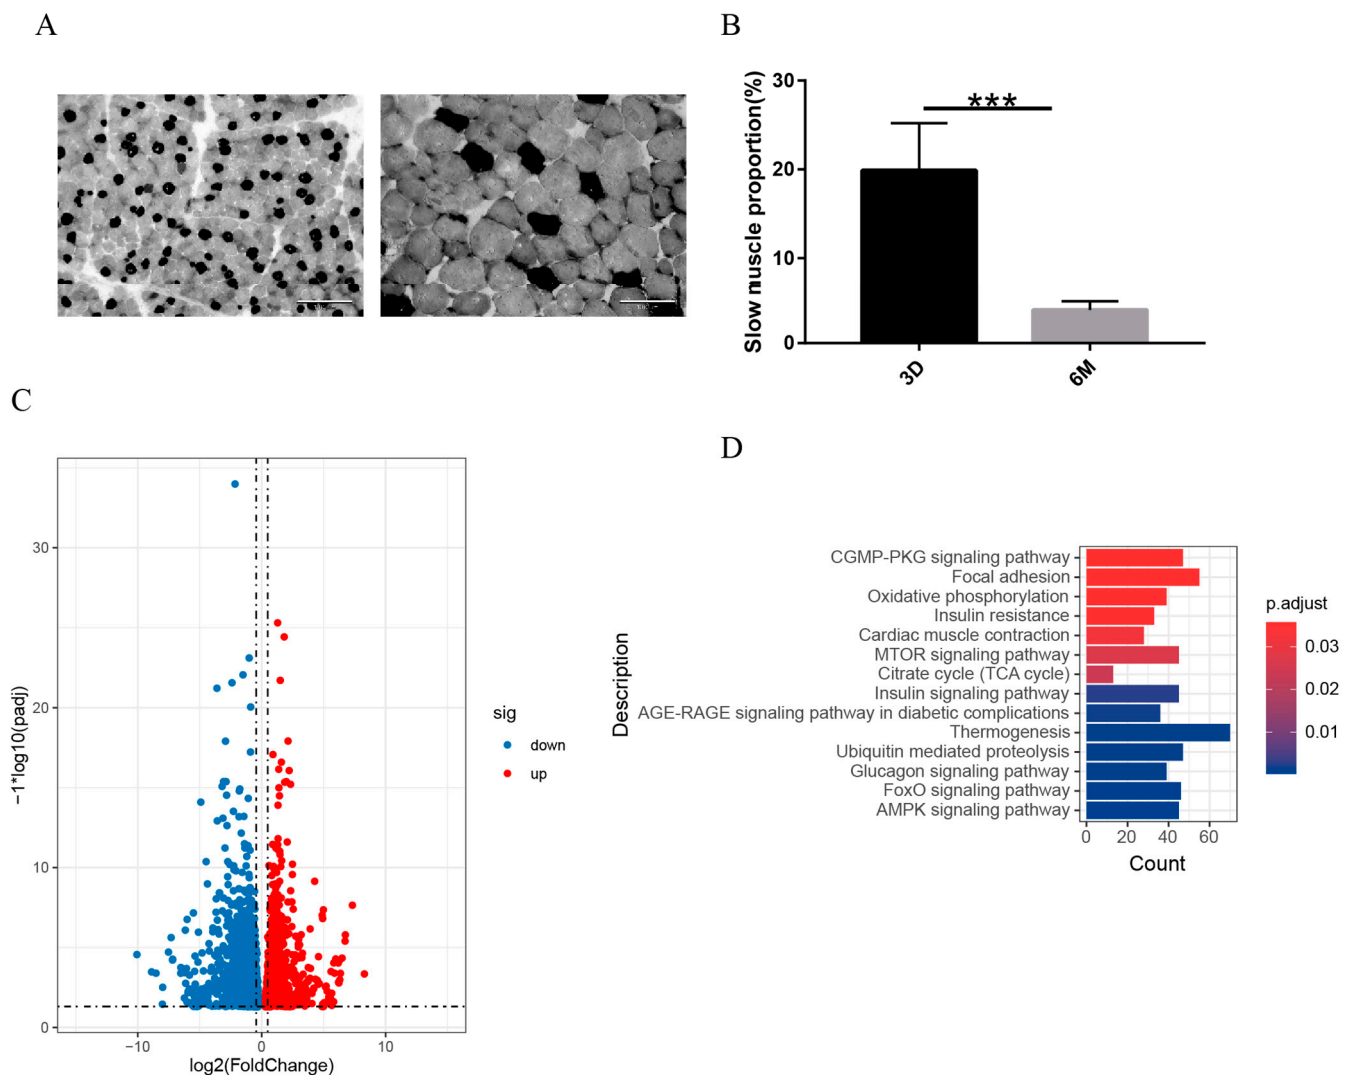 A
B
Slow muscle proportion(%)
30
20
10
0
***
3D
6M
C
−1*log10(padj)
30
20
10
0
−10
0
10
log2(FoldChange)
sig
down
up
D
Description
CGMP-PKG signaling pathway
Focal adhesion
Oxidative phosphorylation
Insulin resistance
Cardiac muscle contraction
MTOR signaling pathway
Citrate cycle (TCA cycle)
Insulin signaling pathway
AGE-RAGE signaling pathway in diabetic complications
Thermogenesis
Ubiquitin mediated proteolysis
Glucagon signaling pathway
FoxO signaling pathway
AMPK signaling pathway
0
20
40
60
Count
p.adjust
0.03
0.02
0.01